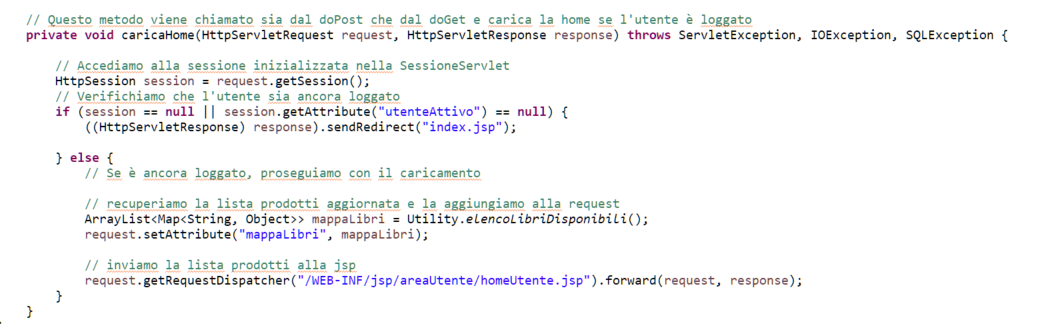 // Questo metodo viene chiamato sia dal doPost che dal doGet e carica la home se l'utente è loggato
private void caricaHome(HttpServletRequest request, HttpServletResponse response) throws ServletException, IOException, SQLException {
// Accediamo alla sessione inizializzata nella SessioneServlet
HttpSession session = request.getSession();
// Verifichiamo che l'utente sia ancora loggato
if (session == null || session.getAttribute("utenteAttivo") == null) {
((HttpServletResponse) response).sendRedirect("index.jsp");
} else {
// Se è ancora loggato, proseguiamo con il caricamento
// recuperiamo la lista prodotti aggiornata e la aggiungiamo alla request
ArrayList<Map<String, Object>> mappaLibri = Utility.elencoLibriDisponibili();
request.setAttribute("mappaLibri", mappaLibri);
// inviamo la lista prodotti alla jsp
request.getRequestDispatcher("/WEB-INF/jsp/areaUtente/homeUtente.jsp").forward(request, response);
}
}